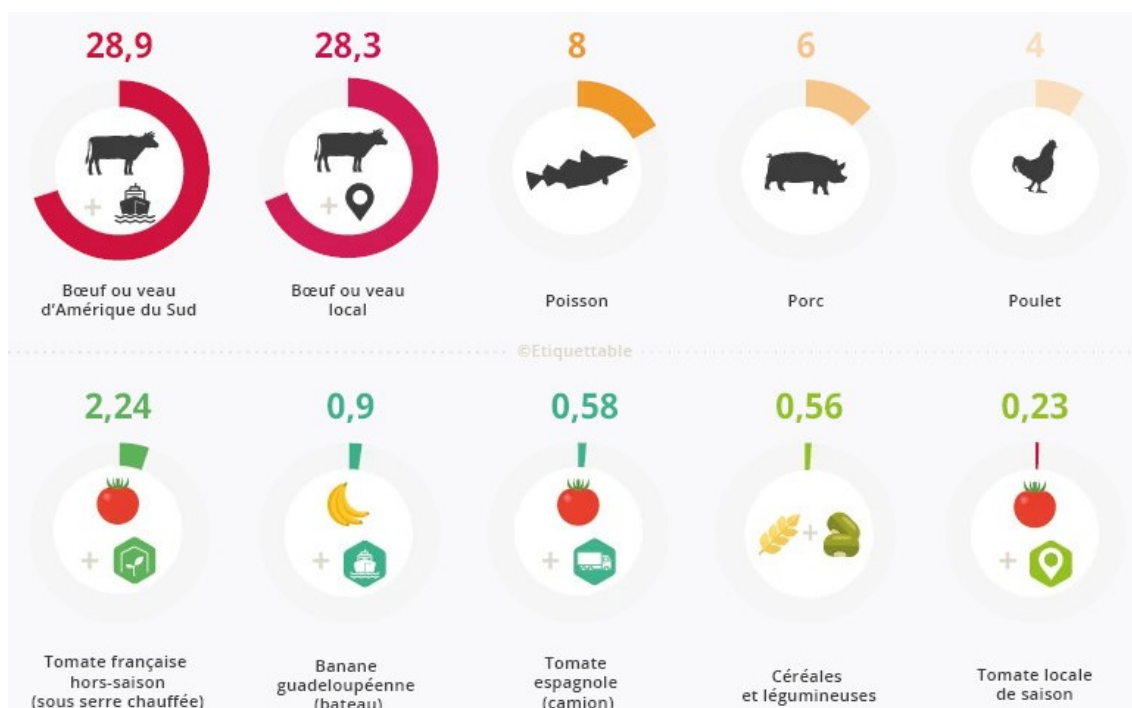 28,9
28,3
8
6
4
Bœuf ou veau
d'Amérique du Sud
Bœuf ou veau
local
Poisson
Porc
Poulet
©Etiquettable
2,24
0,9
0,58
0,56
0,23
Tomate française
hors-saison
(sous serre chauffée)
Banane
guadeloupéenne
(bateau)
Tomate
espagnole
(camion)
Céréales
et légumineuses
Tomate locale
de saison